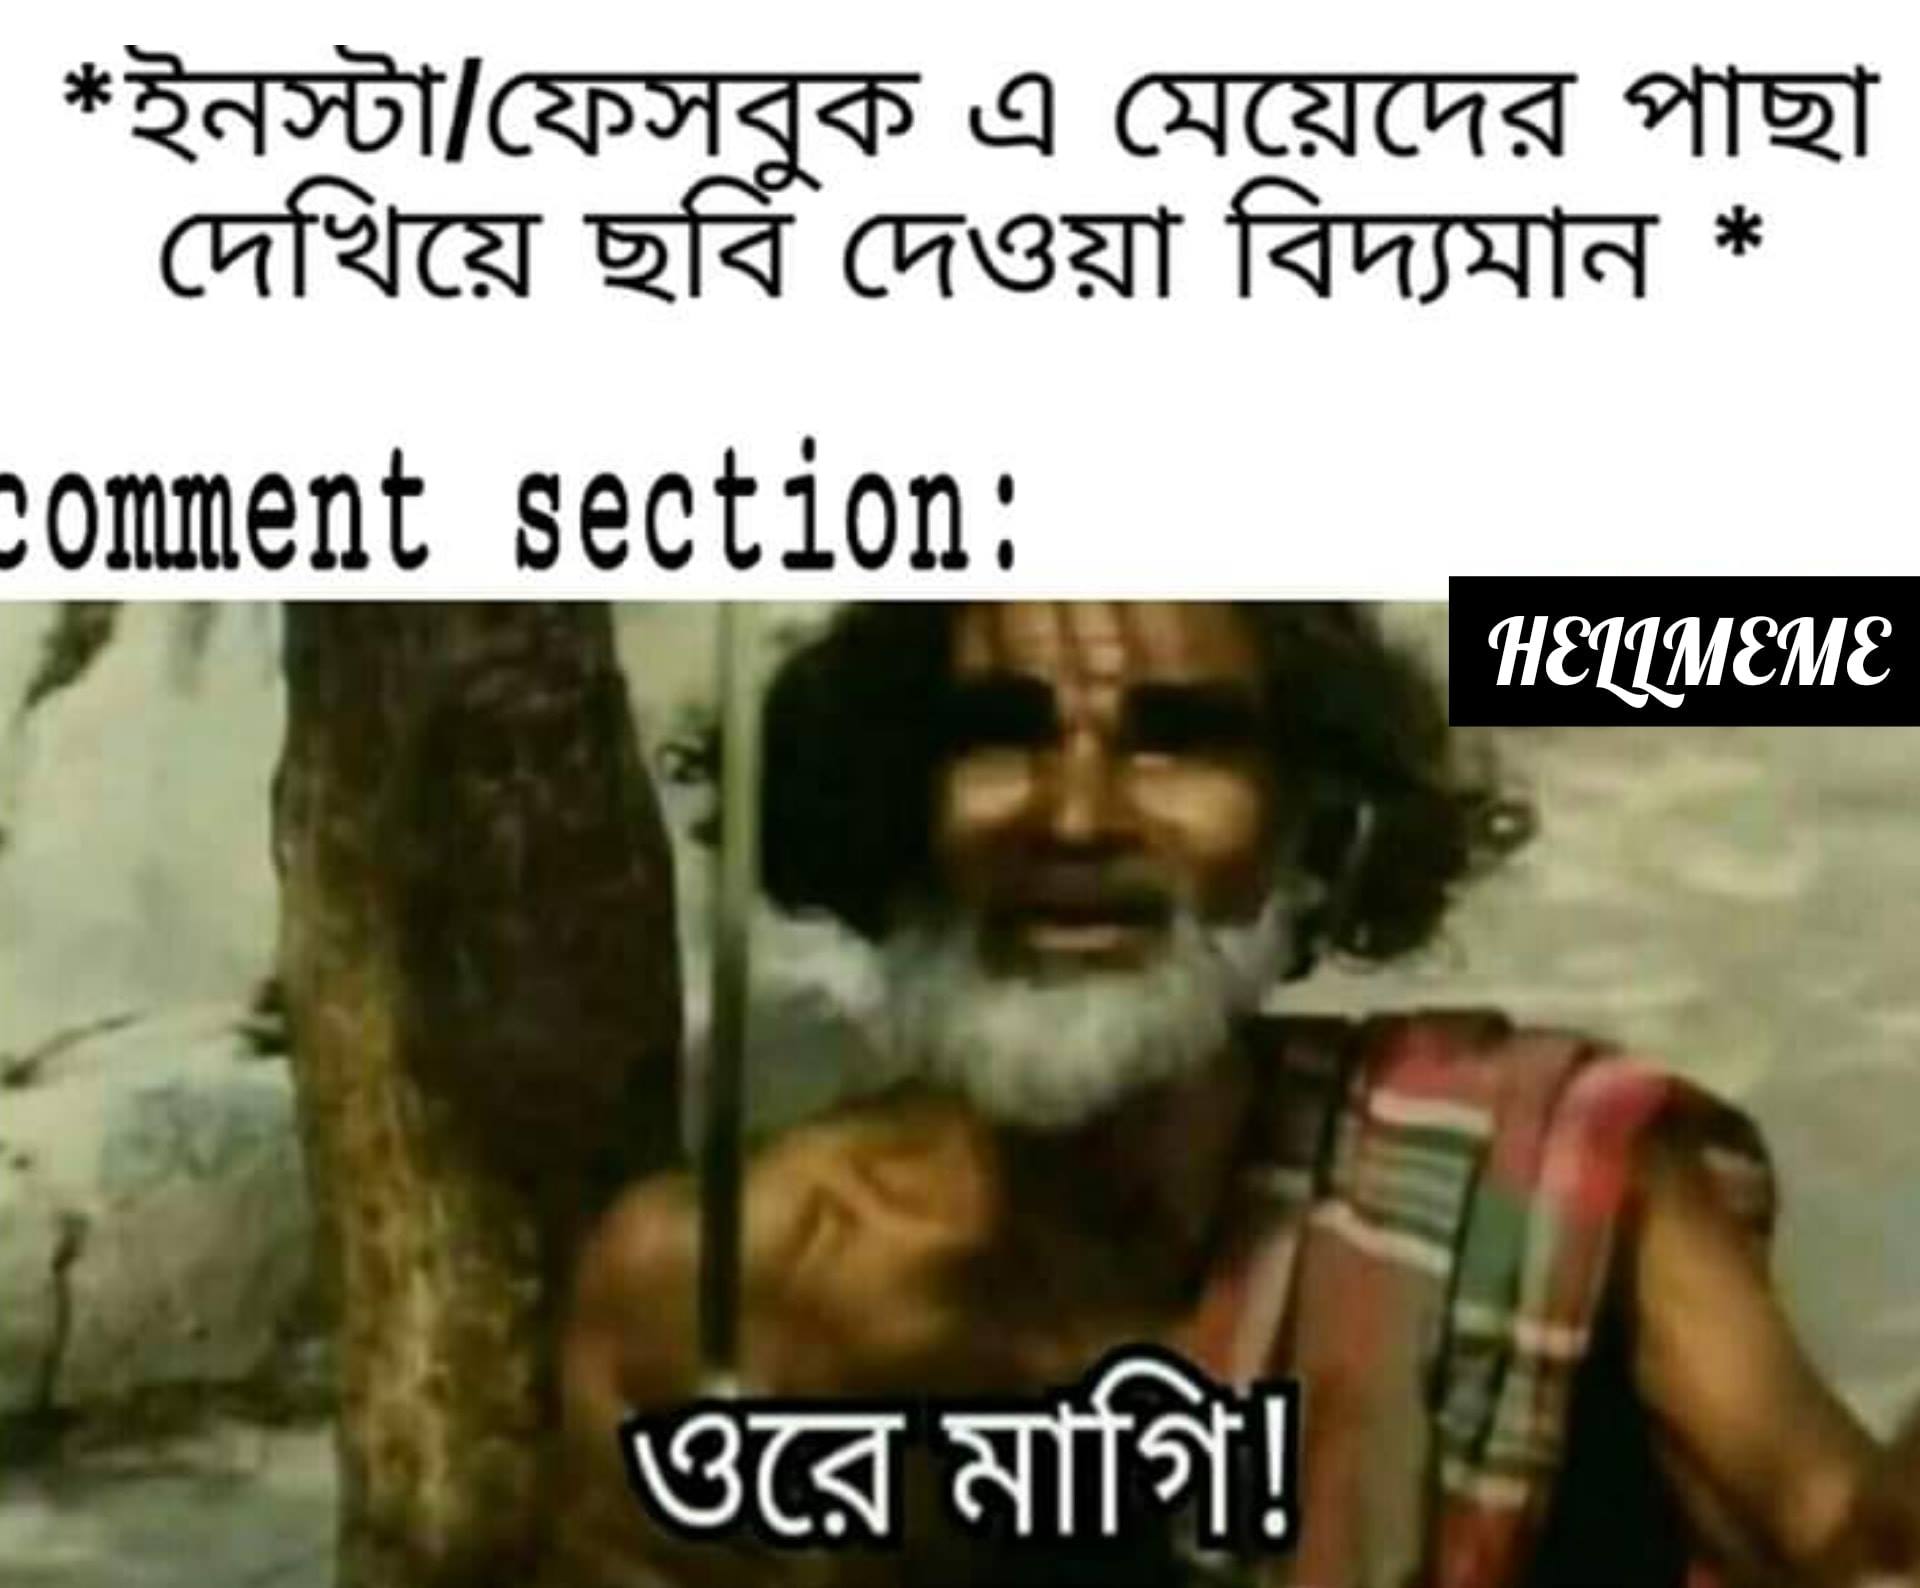 *ইনস্টা/ফেসবুক এ মেয়েদের পাছা
দেখিয়ে ছবি দেওয়া বিদ্যমান *
comment section:
HELLMEME
ওরে মাগি!